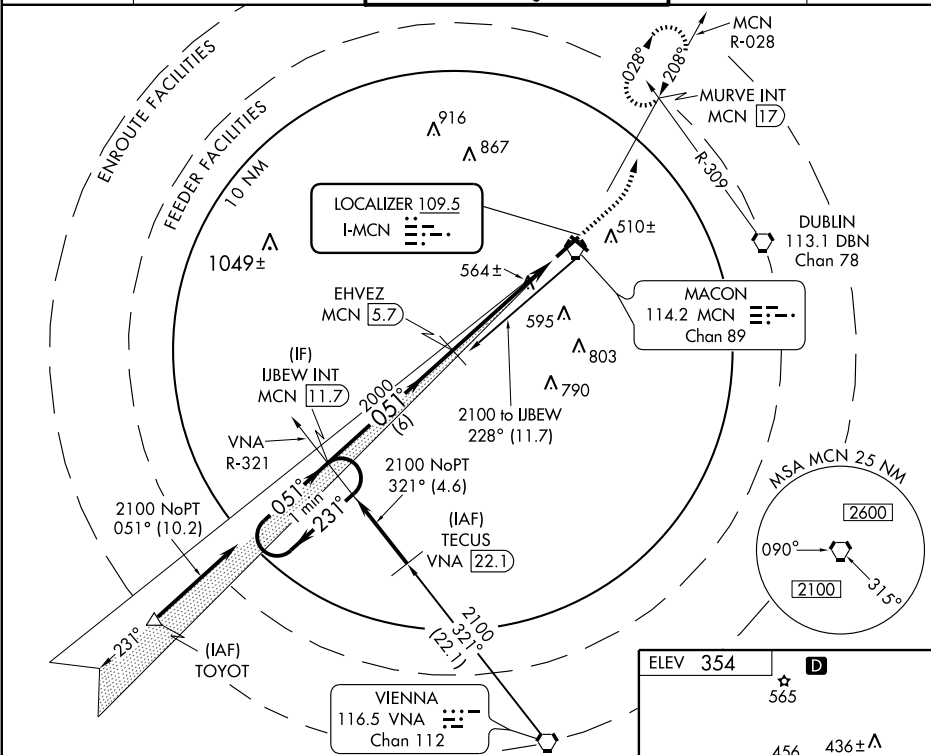 ENROUTE FACILITIES
FEEDER FACILITIES
10 NM
916
867
1049±
LOCALIZER 109.5
I-MCN
510±
564±
028°
208°
MCN
R-028
MURVE INT
MCN 17
R-309
DUBLIN
113.1 DBN
Chan 78
MACON
114.2 MCN
Chan 89
595
803
790
EHVEZ
MCN 5.7
(IF)
IJBEW INT
MCN 11.7
2000
051°
(6)
2100 to IJBEW
228° (11.7)
VNA
R-321
2100 NoPT
321° (4.6)
051°
1 min
231°
2100 NoPT
051° (10.2)
(IAF)
TECUS
VNA 22.1
MSA MCN 25 NM
2600
090°
2100
315°
231°
(IAF)
TOYOT
2100
321°
(22.1)
VIENNA
116.5 VNA
Chan 112
ELEV 354
D
565
456
436±